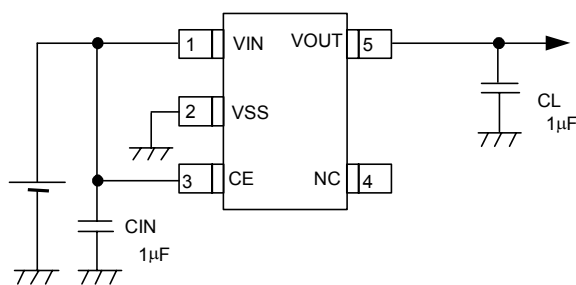 1 VIN VOUT 5
2 VSS
3 CE NC 4
CL
1μF
CIN
1μF